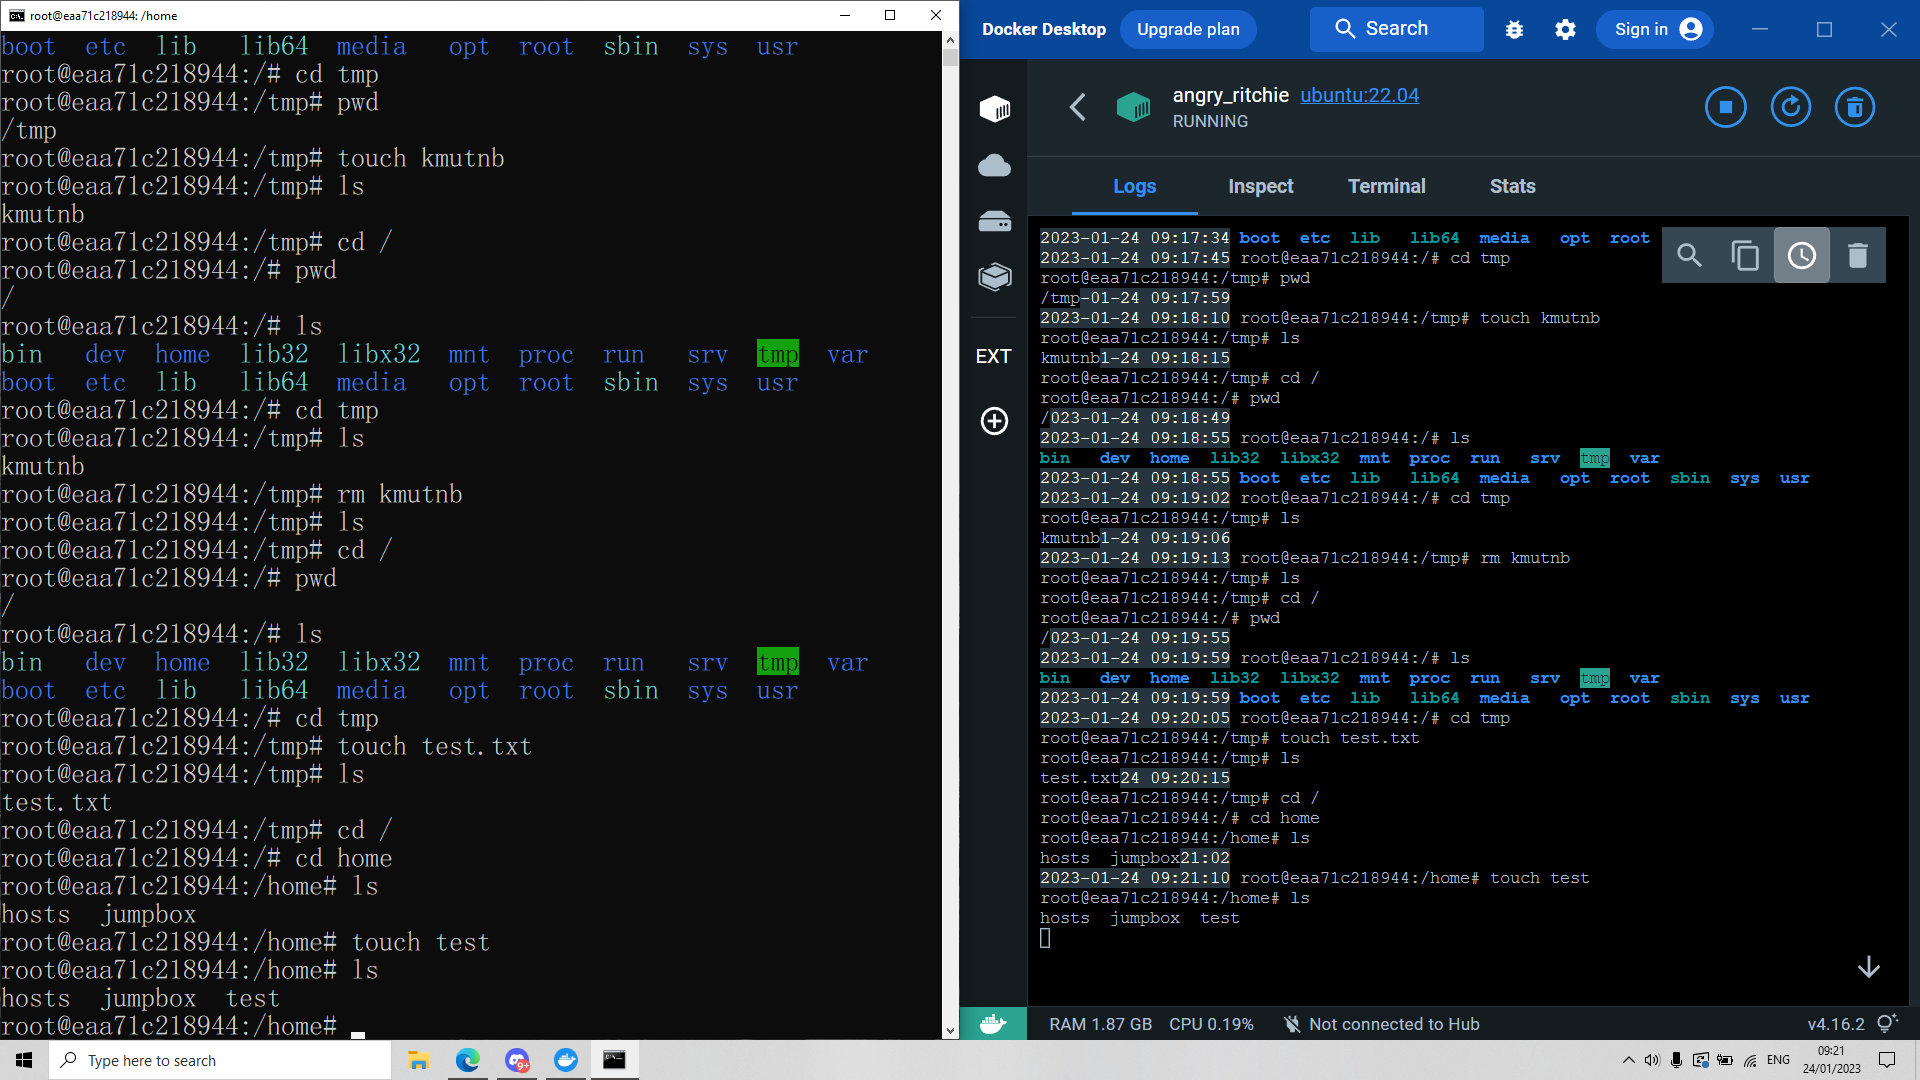 root@eaa71c218944: /home
boot etc lib lib64 media opt root sbin sys usr
root@eaa71c218944:/# cd tmp
root@eaa71c218944:/tmp# pwd
/tmp
root@eaa71c218944:/tmp# touch kmutnb
root@eaa71c218944:/tmp# ls
kmutnb
root@eaa71c218944:/tmp# cd /
root@eaa71c218944:/# pwd
/
root@eaa71c218944:/# ls
bin dev home lib32 libx32 mnt proc run srv tmp var
boot etc lib lib64 media opt root sbin sys usr
root@eaa71c218944:/# cd tmp
root@eaa71c218944:/tmp# ls
kmutnb
root@eaa71c218944:/tmp# rm kmutnb
root@eaa71c218944:/tmp# ls
root@eaa71c218944:/tmp# cd /
root@eaa71c218944:/# pwd
/
root@eaa71c218944:/# ls
bin dev home lib32 libx32 mnt proc run srv tmp var
boot etc lib lib64 media opt root sbin sys usr
root@eaa71c218944:/# cd tmp
root@eaa71c218944:/tmp# touch test.txt
root@eaa71c218944:/tmp# ls
test.txt
root@eaa71c218944:/tmp# cd /
root@eaa71c218944:/# cd home
root@eaa71c218944:/home# ls
hosts jumpbox
root@eaa71c218944:/home# touch test
root@eaa71c218944:/home# ls
hosts jumpbox test
root@eaa71c218944:/home#
Docker Desktop Upgrade plan Search Sign in
angry_ritchie ubuntu:22.04
RUNNING
Logs Inspect Terminal Stats
EXT
2023-01-24 09:17:34 boot etc lib lib64 media opt root
2023-01-24 09:17:45 root@eaa71c218944:/# cd tmp
root@eaa71c218944:/tmp# pwd
/tmp-01-24 09:17:59
2023-01-24 09:18:10 root@eaa71c218944:/tmp# touch kmutnb
root@eaa71c218944:/tmp# ls
kmutnb1-24 09:18:15
root@eaa71c218944:/tmp# cd /
root@eaa71c218944:/# pwd
/023-01-24 09:18:49
2023-01-24 09:18:55 root@eaa71c218944:/# ls
bin dev home lib32 libx32 mnt proc run srv tmp var
2023-01-24 09:18:55 boot etc lib lib64 media opt root sbin sys usr
2023-01-24 09:19:02 root@eaa71c218944:/# cd tmp
root@eaa71c218944:/tmp# ls
kmutnb1-24 09:19:06
2023-01-24 09:19:13 root@eaa71c218944:/tmp# rm kmutnb
root@eaa71c218944:/tmp# ls
root@eaa71c218944:/tmp# cd /
root@eaa71c218944:/# pwd
/023-01-24 09:19:55
2023-01-24 09:19:59 root@eaa71c218944:/# ls
bin dev home lib32 libx32 mnt proc run srv tmp var
2023-01-24 09:19:59 boot etc lib lib64 media opt root sbin sys usr
2023-01-24 09:20:05 root@eaa71c218944:/# cd tmp
root@eaa71c218944:/tmp# touch test.txt
root@eaa71c218944:/tmp# ls
test.txt24 09:20:15
root@eaa71c218944:/tmp# cd /
root@eaa71c218944:/# cd home
root@eaa71c218944:/home# ls
hosts jumpbox21:02
2023-01-24 09:21:10 root@eaa71c218944:/home# touch test
root@eaa71c218944:/home# ls
hosts jumpbox test
RAM 1.87 GB CPU 0.19% Not connected to Hub v4.16.2
Type here to search
9+
ENG
09:21
24/01/2023